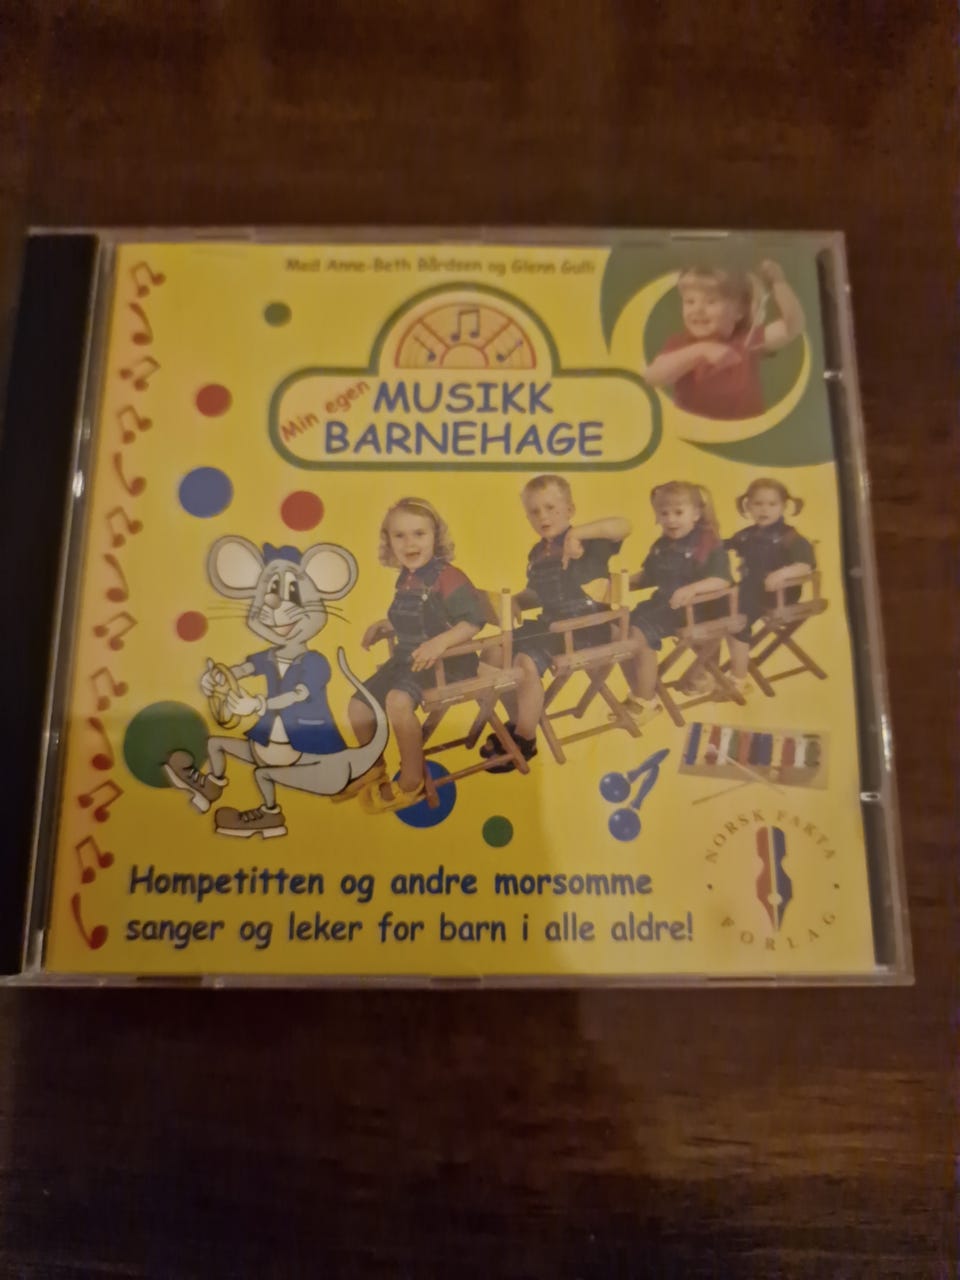 Med Anne-Beth Bårdsen og Glenn Gulli
Min egen
MUSIKK
BARNEHAGE
Hompetitten og andre morsomme
sanger og leker for barn i alle aldre!
NORSK FAKTA
FORLAG